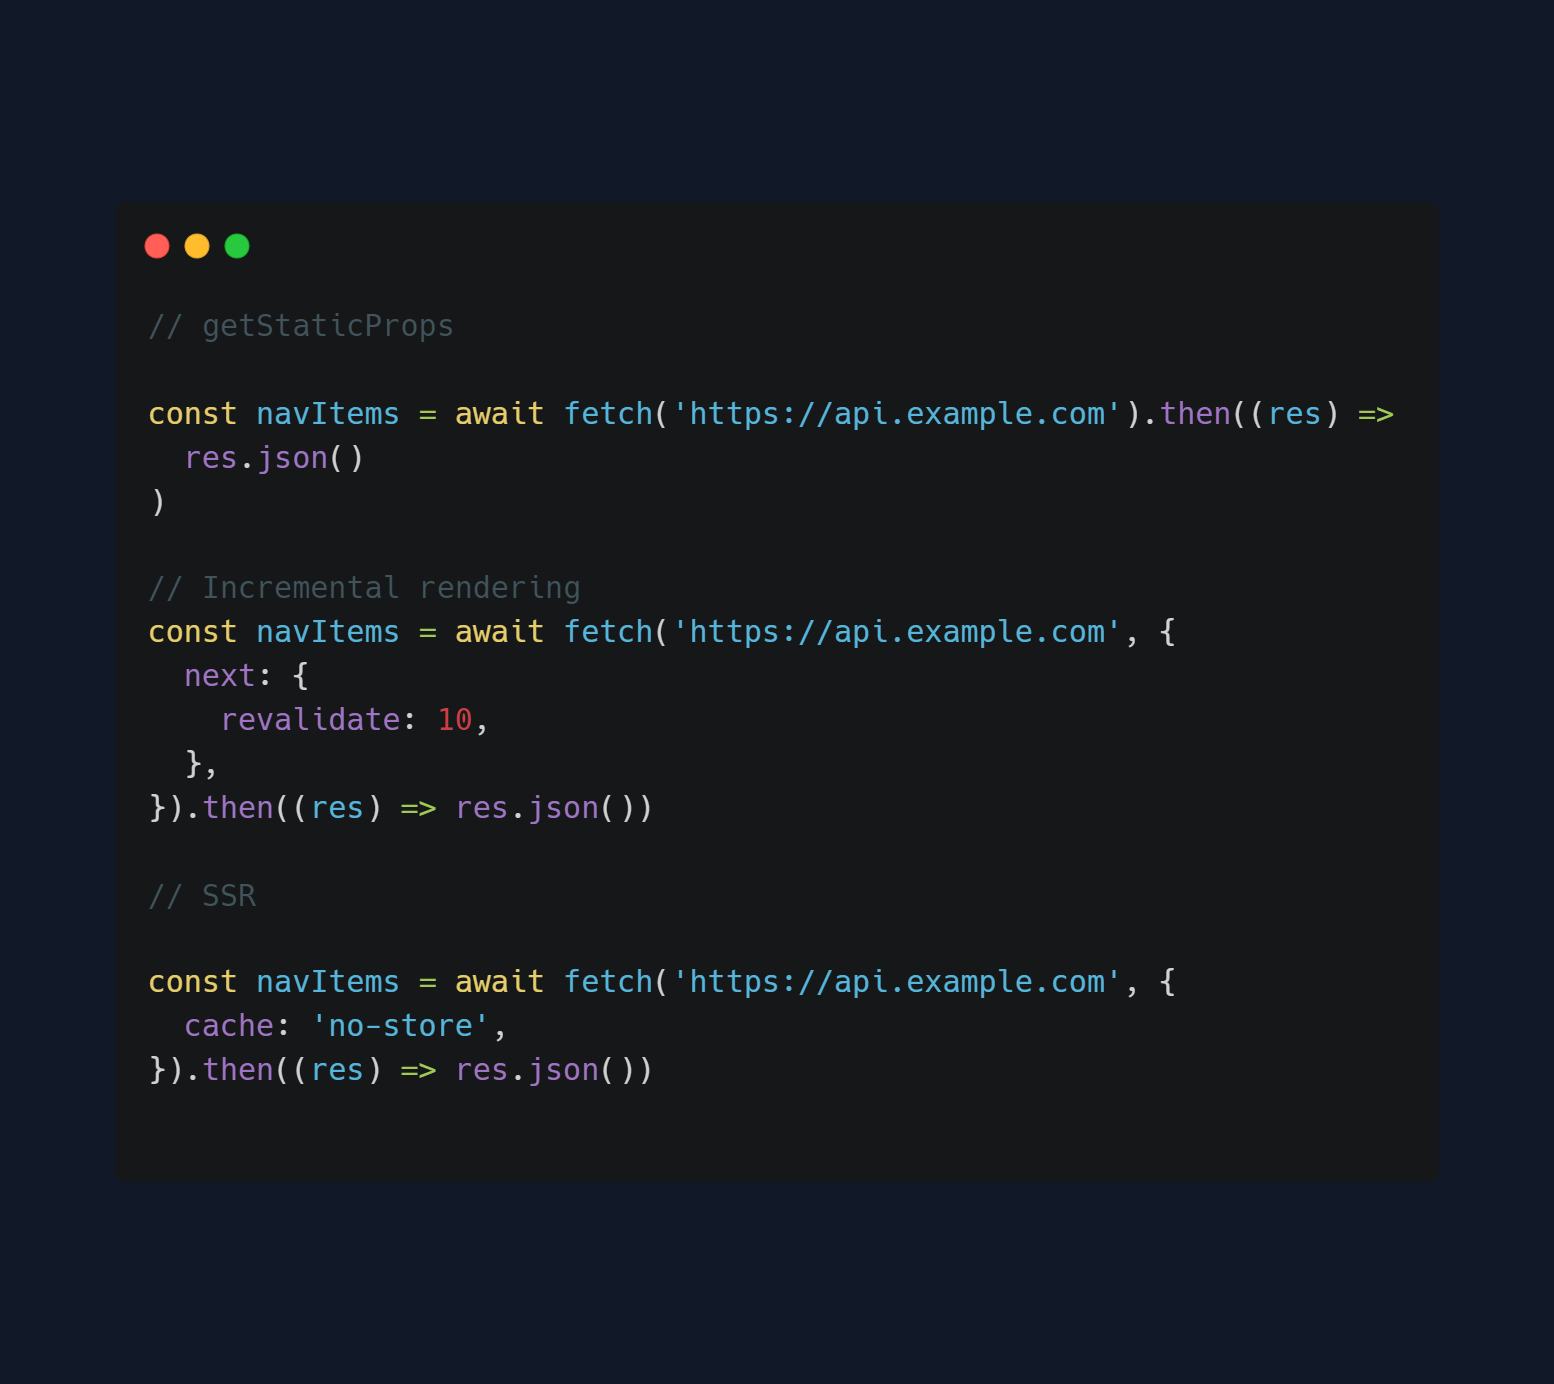 // getStaticProps
const navItems = await fetch('https://api.example.com').then((res) =>
  res.json()
)
// Incremental rendering
const navItems = await fetch('https://api.example.com', {
  next: {
    revalidate: 10,
  },
}).then((res) => res.json())
// SSR
const navItems = await fetch('https://api.example.com', {
  cache: 'no-store',
}).then((res) => res.json())